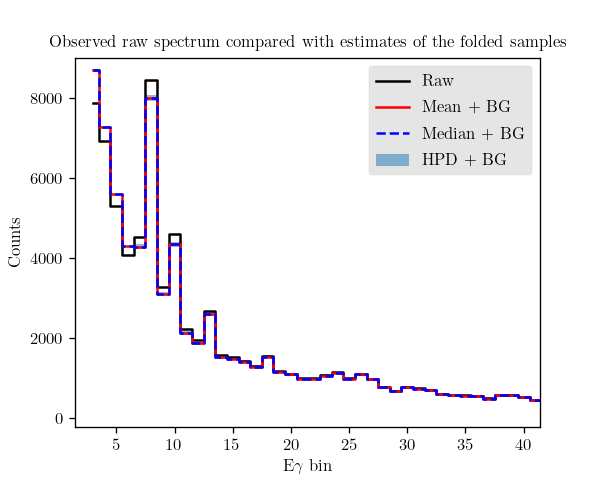 Observed raw spectrum compared with estimates of the folded samples
Raw
Mean + BG
Median + BG
HPD + BG
8000
6000
4000
2000
0
Counts
5 10 15 20 25 30 35 40
Eγ bin